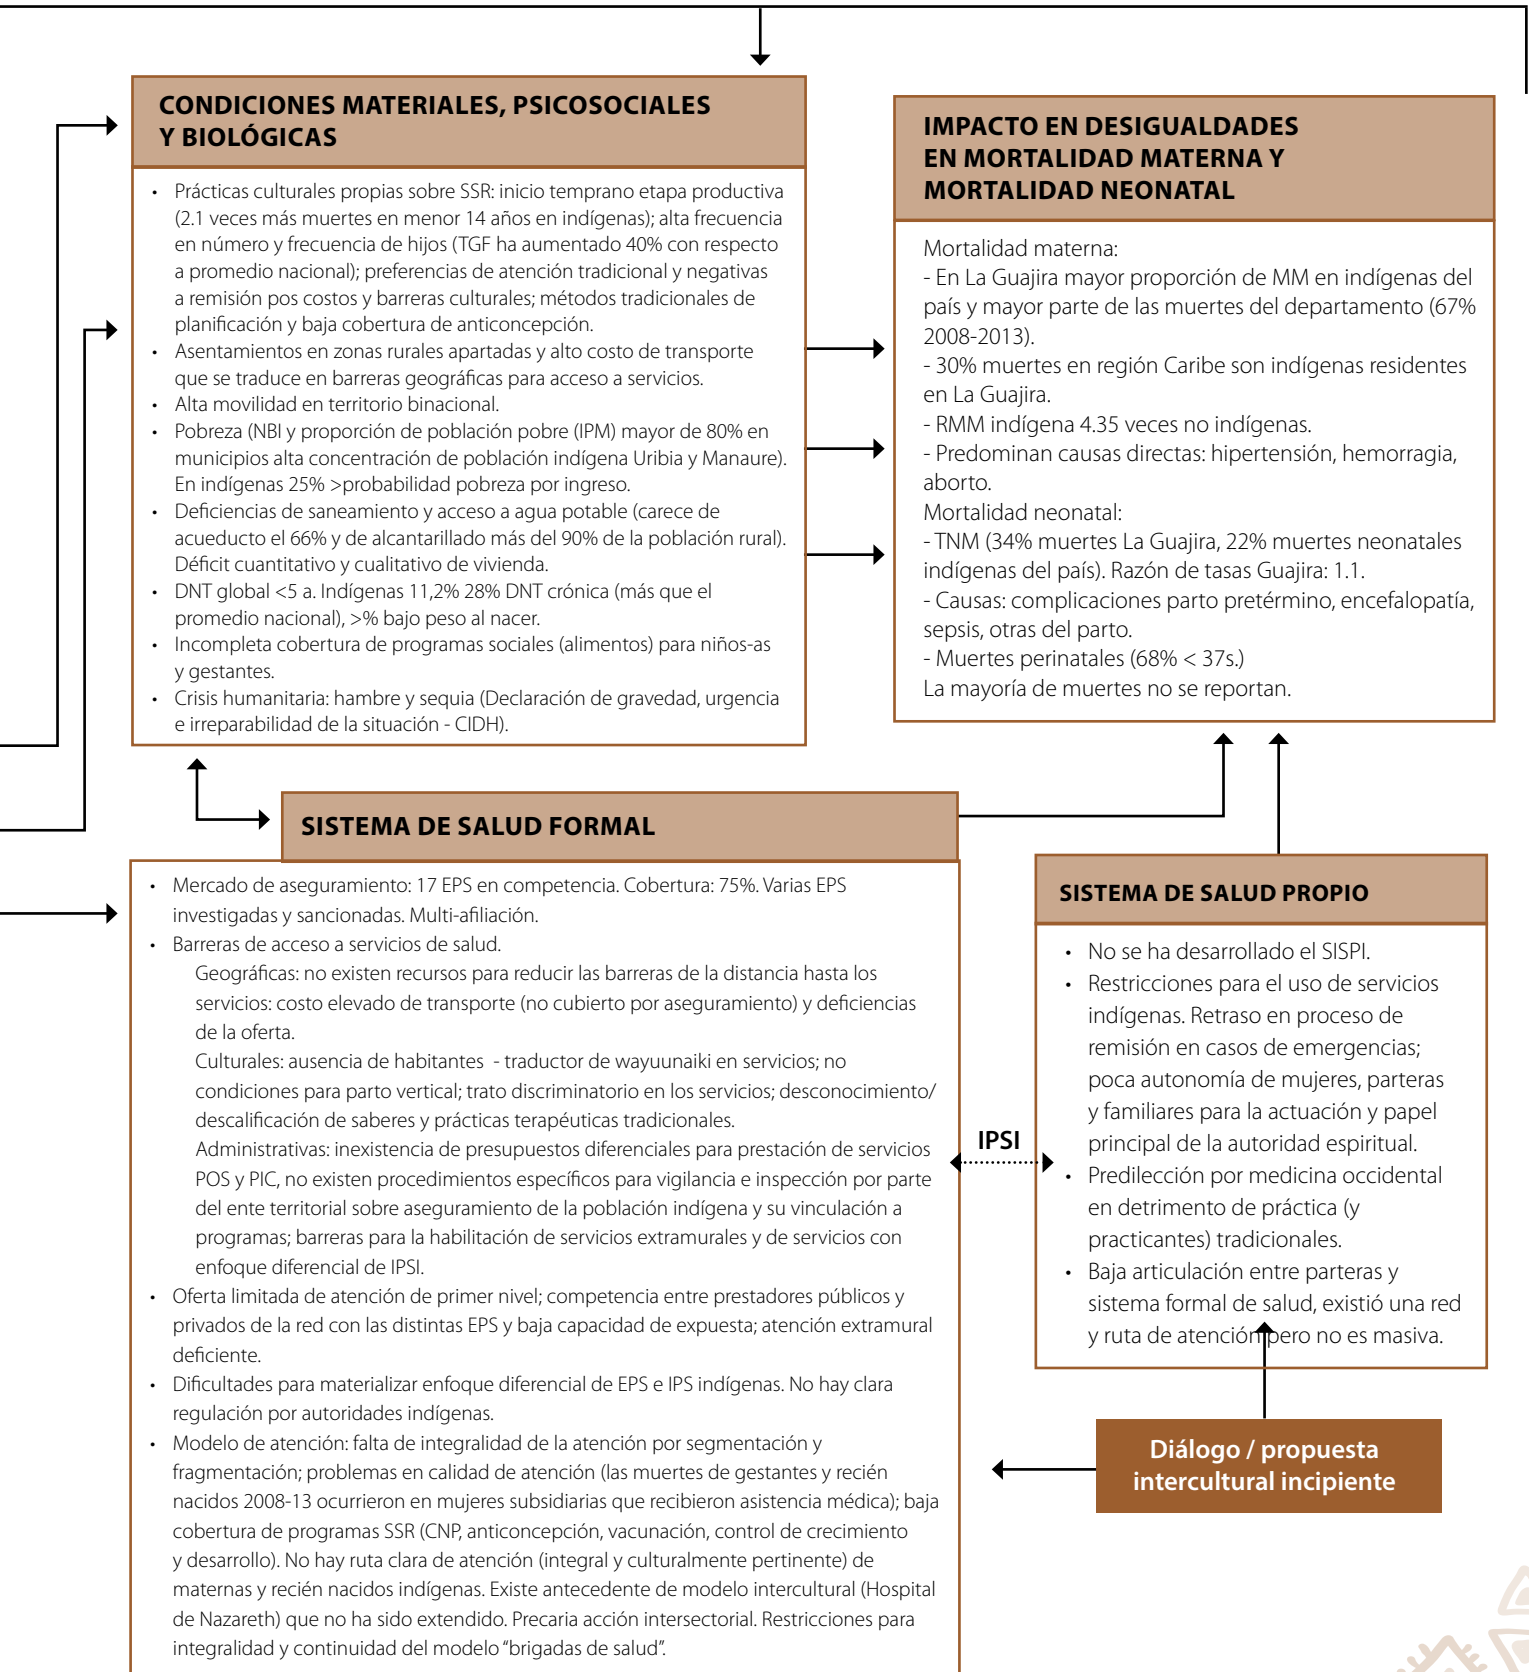 CONDICIONES MATERIALES, PSICOSOCIALES
Y BIOLÓGICAS
• Prácticas culturales propias sobre SSR: inicio temprano etapa productiva
(2.1 veces más muertes en menor 14 años en indígenas); alta frecuencia
en número y frecuencia de hijos (TGF ha aumentado 40% con respecto
a promedio nacional); preferencias de atención tradicional y negativas
a remisión pos costos y barreras culturales; métodos tradicionales de
planificación y baja cobertura de anticoncepción.
• Asentamientos en zonas rurales apartadas y alto costo de transporte
que se traduce en barreras geográficas para acceso a servicios.
• Alta movilidad en territorio binacional.
• Pobreza (NBI y proporción de población pobre (IPM) mayor de 80% en
municipios alta concentración de población indígena Uribia y Manaure).
En indígenas 25% >probabilidad pobreza por ingreso.
• Deficiencias de saneamiento y acceso a agua potable (carece de
acueducto el 66% y de alcantarillado más del 90% de la población rural).
Déficit cuantitativo y cualitativo de vivienda.
• DNT global <5 a. Indígenas 11,2% 28% DNT crónica (más que el
promedio nacional), >% bajo peso al nacer.
• Incompleta cobertura de programas sociales (alimentos) para niños-as
y gestantes.
• Crisis humanitaria: hambre y sequia (Declaración de gravedad, urgencia
e irreparabilidad de la situación - CIDH).
IMPACTO EN DESIGUALDADES
EN MORTALIDAD MATERNA Y
MORTALIDAD NEONATAL
Mortalidad materna:
- En La Guajira mayor proporción de MM en indígenas del
país y mayor parte de las muertes del departamento (67%
2008-2013).
- 30% muertes en región Caribe son indígenas residentes
en La Guajira.
- RMM indígena 4.35 veces no indígenas.
- Predominan causas directas: hipertensión, hemorragia,
aborto.
Mortalidad neonatal:
- TNM (34% muertes La Guajira, 22% muertes neonatales
indígenas del país). Razón de tasas Guajira: 1.1.
- Causas: complicaciones parto pretérmino, encefalopatía,
sepsis, otras del parto.
- Muertes perinatales (68% < 37s.)
La mayoría de muertes no se reportan.
SISTEMA DE SALUD FORMAL
• Mercado de aseguramiento: 17 EPS en competencia. Cobertura: 75%. Varias EPS
investigadas y sancionadas. Multi-afiliación.
• Barreras de acceso a servicios de salud.
Geográficas: no existen recursos para reducir las barreras de la distancia hasta los
servicios: costo elevado de transporte (no cubierto por aseguramiento) y deficiencias
de la oferta.
Culturales: ausencia de habitantes - traductor de wayuunaiki en servicios; no
condiciones para parto vertical; trato discriminatorio en los servicios; desconocimiento/
descalificación de saberes y prácticas terapéuticas tradicionales.
Administrativas: inexistencia de presupuestos diferenciales para prestación de servicios
POS y PIC, no existen procedimientos específicos para vigilancia e inspección por parte
del ente territorial sobre aseguramiento de la población indígena y su vinculación a
programas; barreras para la habilitación de servicios extramurales y de servicios con
enfoque diferencial de IPSI.
• Oferta limitada de atención de primer nivel; competencia entre prestadores públicos y
privados de la red con las distintas EPS y baja capacidad de expuesta; atención extramural
deficiente.
• Dificultades para materializar enfoque diferencial de EPS e IPS indígenas. No hay clara
regulación por autoridades indígenas.
• Modelo de atención: falta de integralidad de la atención por segmentación y
fragmentación; problemas en calidad de atención (las muertes de gestantes y recién
nacidos 2008-13 ocurrieron en mujeres subsidiarias que recibieron asistencia médica); baja
cobertura de programas SSR (CNP, anticoncepción, vacunación, control de crecimiento
y desarrollo). No hay ruta clara de atención (integral y culturalmente pertinente) de
maternas y recién nacidos indígenas. Existe antecedente de modelo intercultural (Hospital
de Nazareth) que no ha sido extendido. Precaria acción intersectorial. Restricciones para
integralidad y continuidad del modelo “brigadas de salud”.
IPSI
SISTEMA DE SALUD PROPIO
• No se ha desarrollado el SISPI.
• Restricciones para el uso de servicios
indígenas. Retraso en proceso de
remisión en casos de emergencias;
poca autonomía de mujeres, parteras
y familiares para la actuación y papel
principal de la autoridad espiritual.
• Predilección por medicina occidental
en detrimento de práctica (y
practicantes) tradicionales.
• Baja articulación entre parteras y
sistema formal de salud, existió una red
y ruta de atención pero no es masiva.
Diálogo / propuesta
intercultural incipiente